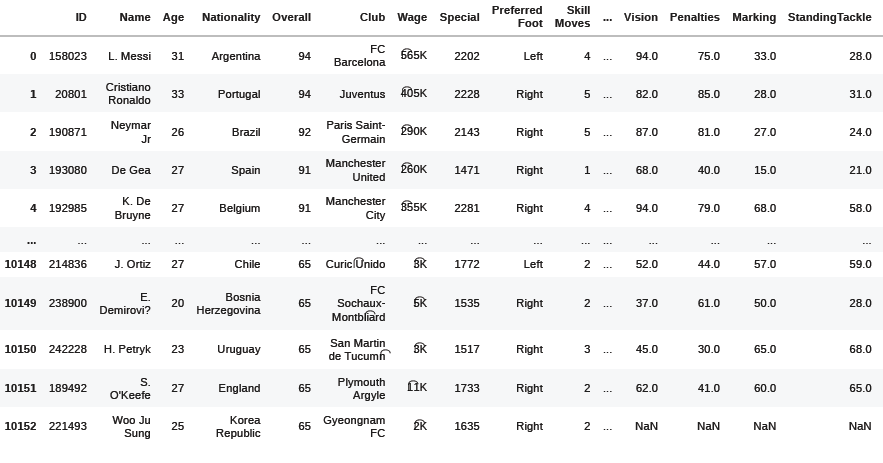 ID Name Age Nationality Overall Club Wage Special Preferred Foot Skill Moves ... Vision Penalties Marking StandingTackle
0 158023 L. Messi 31 Argentina 94 FC Barcelona 565K 2202 Left 4 ... 94.0 75.0 33.0 28.0
1 20801 Cristiano Ronaldo 33 Portugal 94 Juventus 405K 2228 Right 5 ... 82.0 85.0 28.0 31.0
2 190871 Neymar Jr 26 Brazil 92 Paris Saint-Germain 290K 2143 Right 5 ... 87.0 81.0 27.0 24.0
3 193080 De Gea 27 Spain 91 Manchester United 260K 1471 Right 1 ... 68.0 40.0 15.0 21.0
4 192985 K. De Bruyne 27 Belgium 91 Manchester City 355K 2281 Right 4 ... 94.0 79.0 68.0 58.0
... ... ... ... ... ... ... ... ... ... ... ... ... ... ... ...
10148 214836 J. Ortiz 27 Chile 65 Curic Unido 3K 1772 Left 2 ... 52.0 44.0 57.0 59.0
10149 238900 E. Demirovi? 20 Bosnia Herzegovina 65 FC Sochaux-Montbliard 5K 1535 Right 2 ... 37.0 61.0 50.0 28.0
10150 242228 H. Petryk 23 Uruguay 65 San Martin de Tucumn 3K 1517 Right 3 ... 45.0 30.0 65.0 68.0
10151 189492 S. O'Keefe 27 England 65 Plymouth Argyle 11K 1733 Right 2 ... 62.0 41.0 60.0 65.0
10152 221493 Woo Ju Sung 25 Korea Republic 65 Gyeongnam FC 2K 1635 Right 2 ... NaN NaN NaN NaN